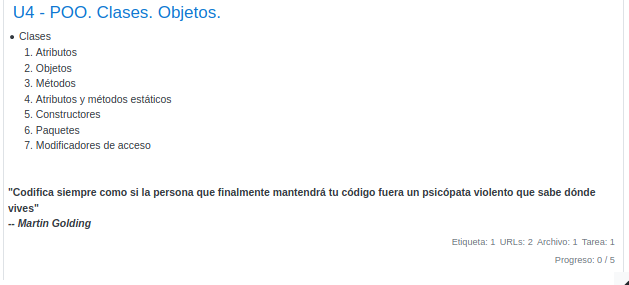 U4 - POO. Clases. Objetos.
• Clases
1. Atributos
2. Objetos
3. Métodos
4. Atributos y métodos estáticos
5. Constructores
6. Paquetes
7. Modificadores de acceso
"Codifica siempre como si la persona que finalmente mantendrá tu código fuera un psicópata violento que sabe dónde
vives"
-- Martin Golding
Etiqueta: 1 URLs: 2 Archivo: 1 Tarea: 1
Progreso: 0 / 5